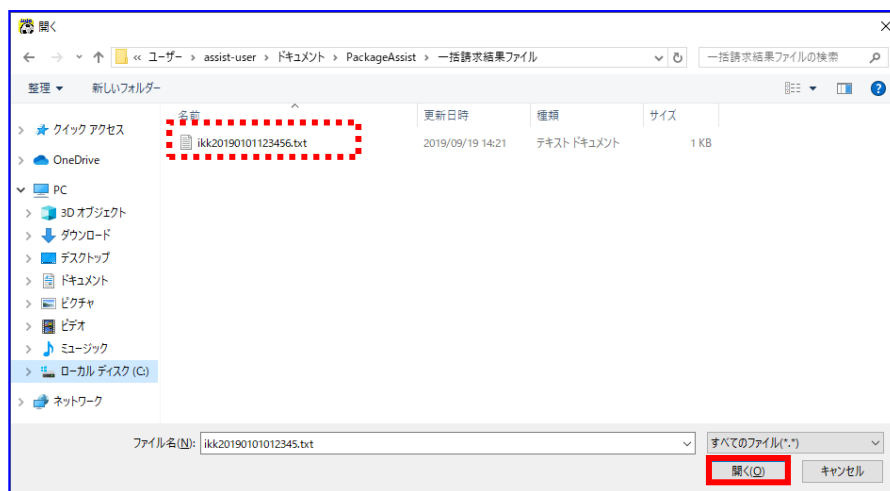 開く
« ユーザー › assist-user › ドキュメント › PackageAssist › 一括請求結果ファイル
一括請求結果ファイルの検索
整理 新しいフォルダー
名前 更新日時 種類 サイズ
ikk20190101123456.txt 2019/09/19 14:21 テキスト ドキュメント 1 KB
クイック アクセス
OneDrive
PC
3D オブジェクト
ダウンロード
デスクトップ
ドキュメント
ピクチャ
ビデオ
ミュージック
ローカル ディスク (C:)
ネットワーク
ファイル名(N): ikk20190101012345.txt すべてのファイル(*.*)
開く(O) キャンセル